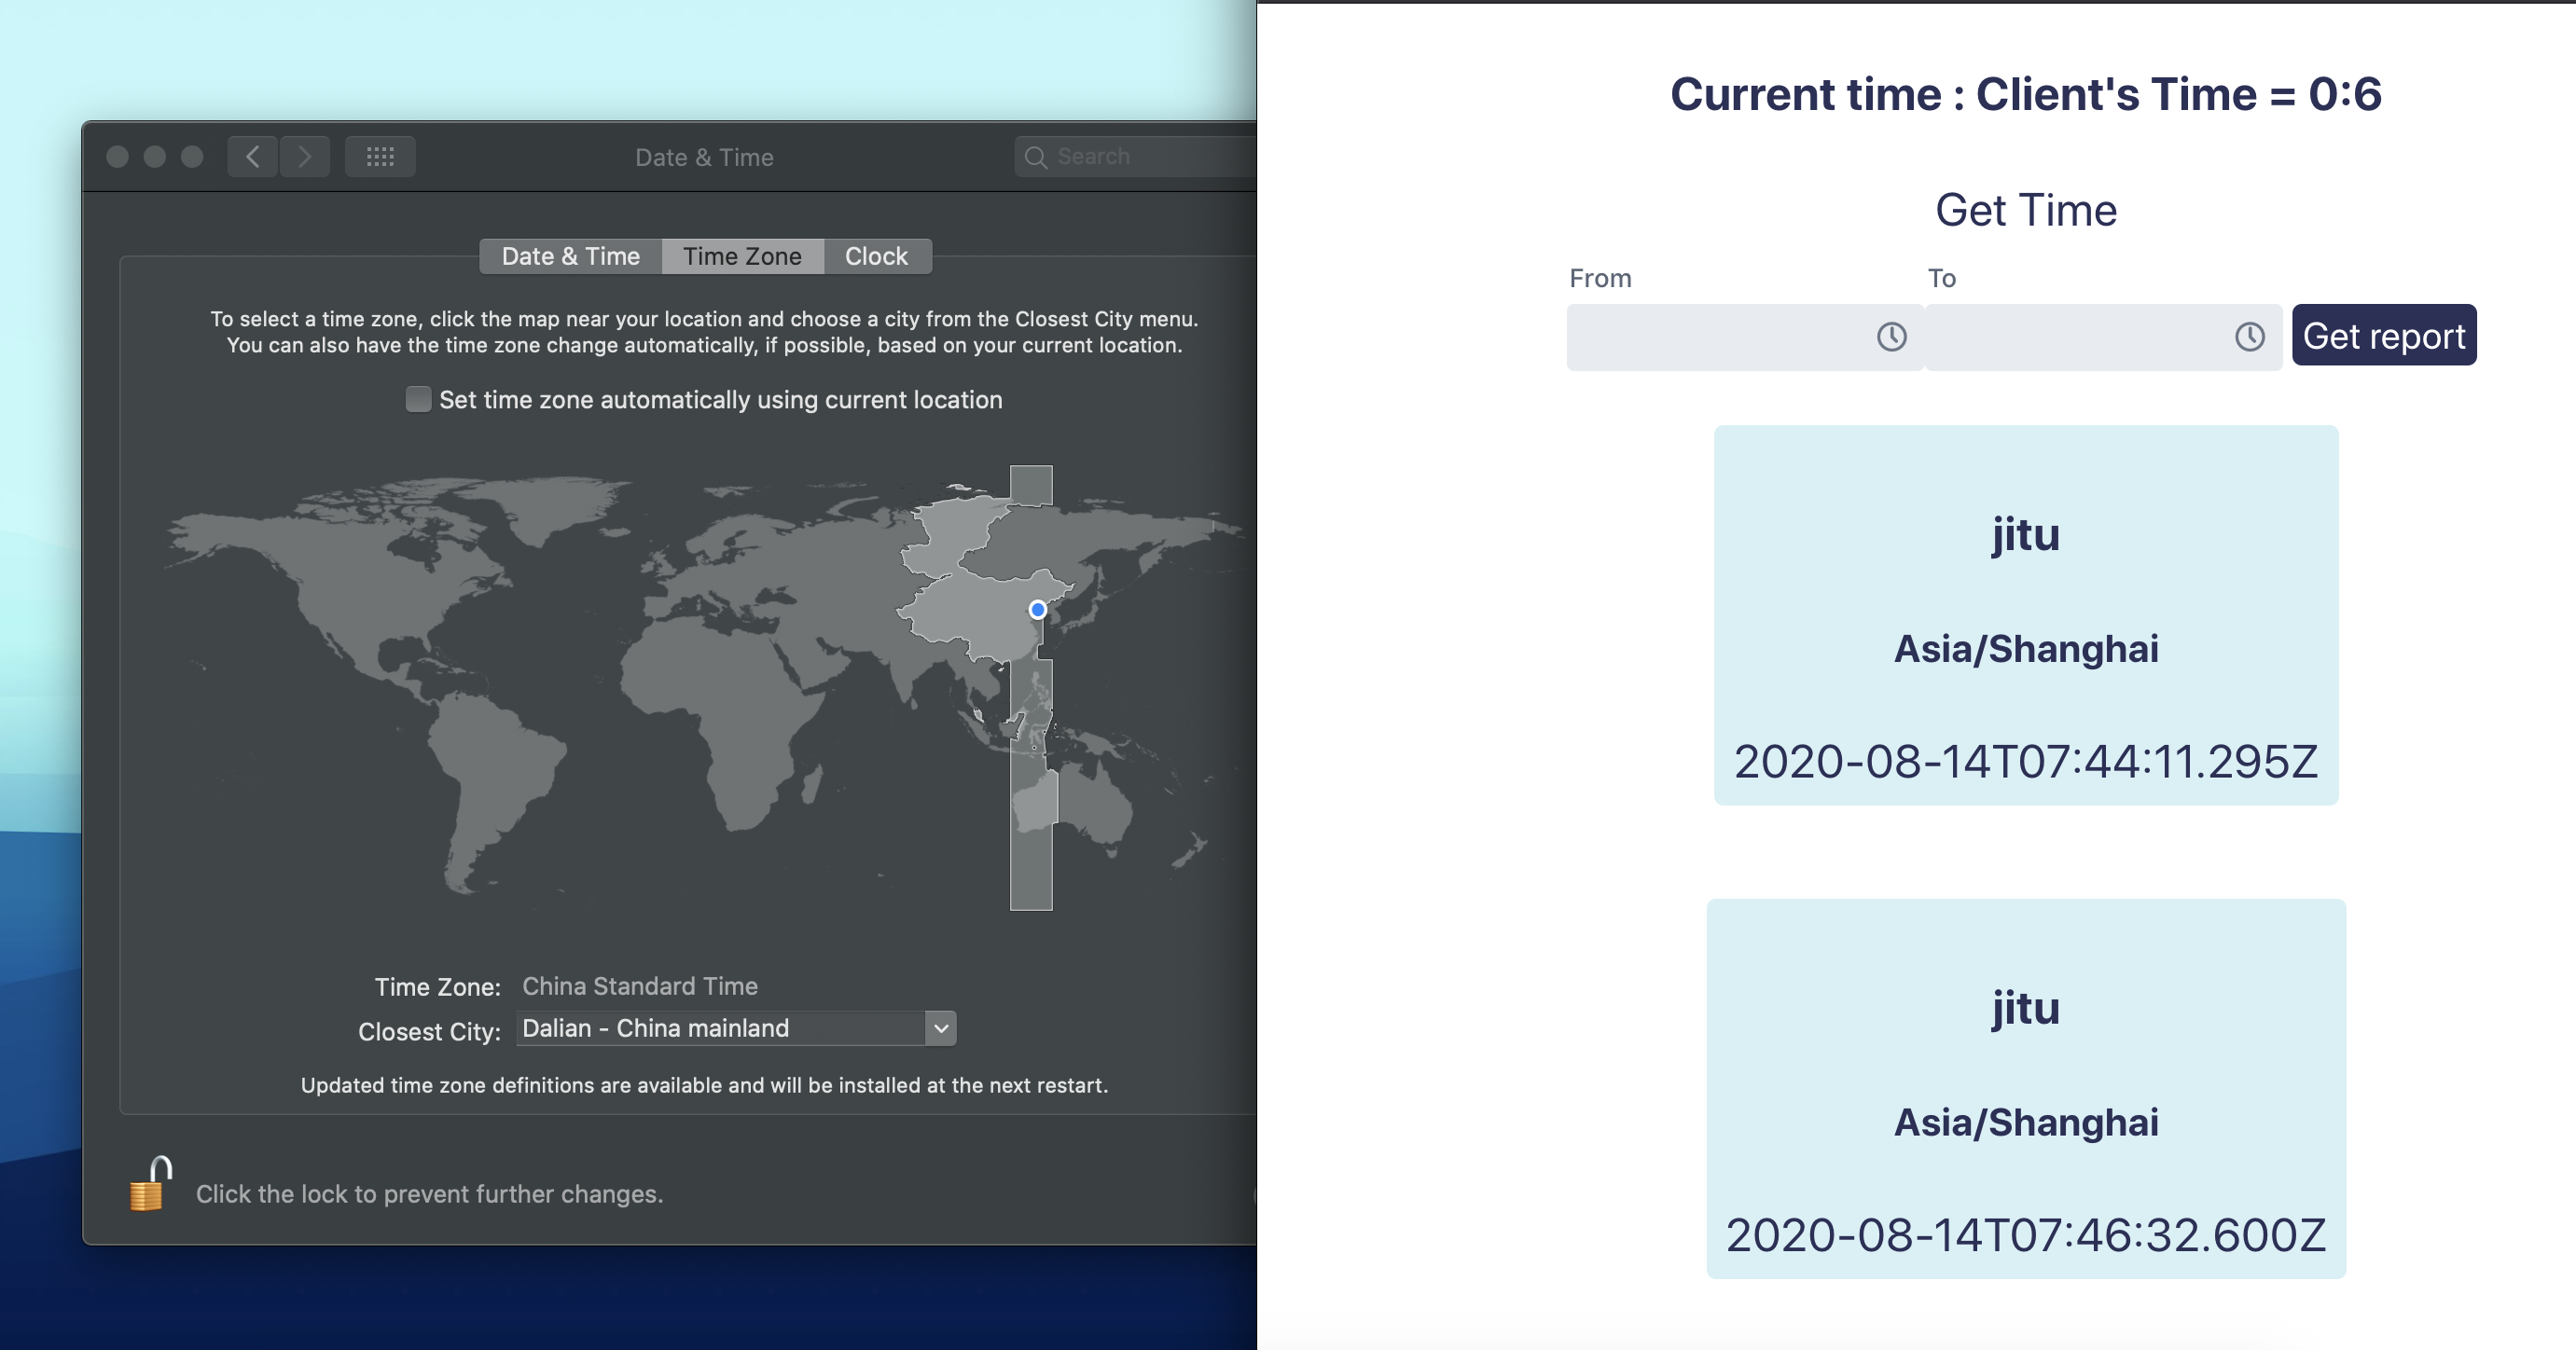 Date & Time
Search
Date & Time
Time Zone
Clock
To select a time zone, click the map near your location and choose a city from the Closest City menu.
You can also have the time zone change automatically, if possible, based on your current location.
Set time zone automatically using current location
Time Zone: China Standard Time
Closest City: Dalian - China mainland
Updated time zone definitions are available and will be installed at the next restart.
Click the lock to prevent further changes.
Current time : Client's Time = 0:6
Get Time
From
To
Get report
jitu
Asia/Shanghai
2020-08-14T07:44:11.295Z
jitu
Asia/Shanghai
2020-08-14T07:46:32.600Z